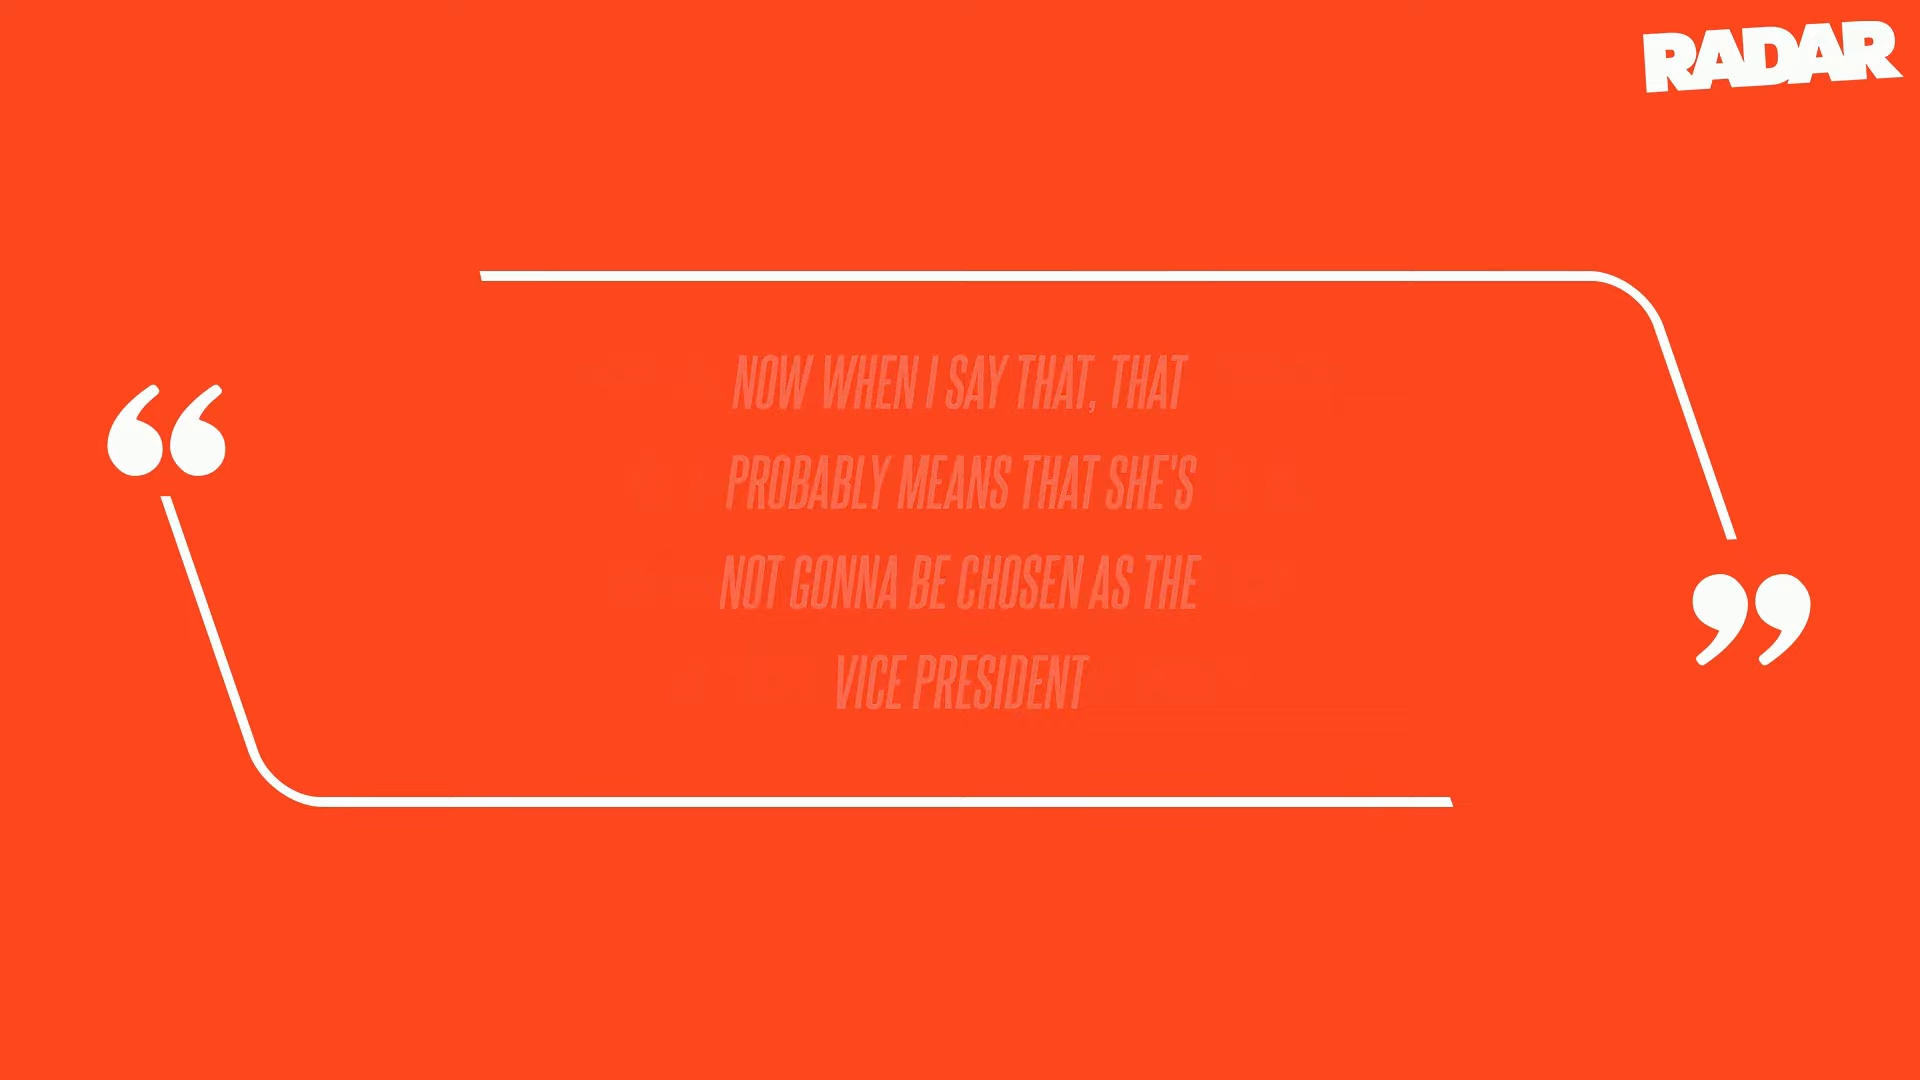 RADAR
“
NOW WHEN I SAY THAT, THAT
PROBABLY MEANS THAT SHE'S
NOT GONNA BE CHOSEN AS THE
VICE PRESIDENT
”